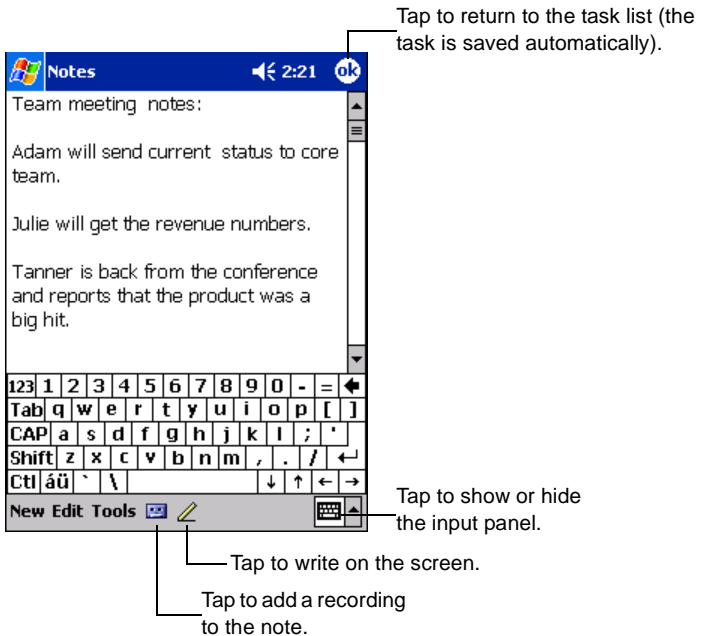 Tap to return to the task list (the
task is saved automatically).
Notes 2:21 ok
Team meeting notes:
Adam will send current status to core
team.
Julie will get the revenue numbers.
Tanner is back from the conference
and reports that the product was a
big hit.
123 1 2 3 4 5 6 7 8 9 0 - =
Tab q w e r t y u i o p [ ]
CAP a s d f g h j k l ; '
Shift z x c v b n m , . /
Ctl áü ` \ ↓ ↑ ← →
New Edit Tools
Tap to show or hide
the input panel.
Tap to write on the screen.
Tap to add a recording
to the note.